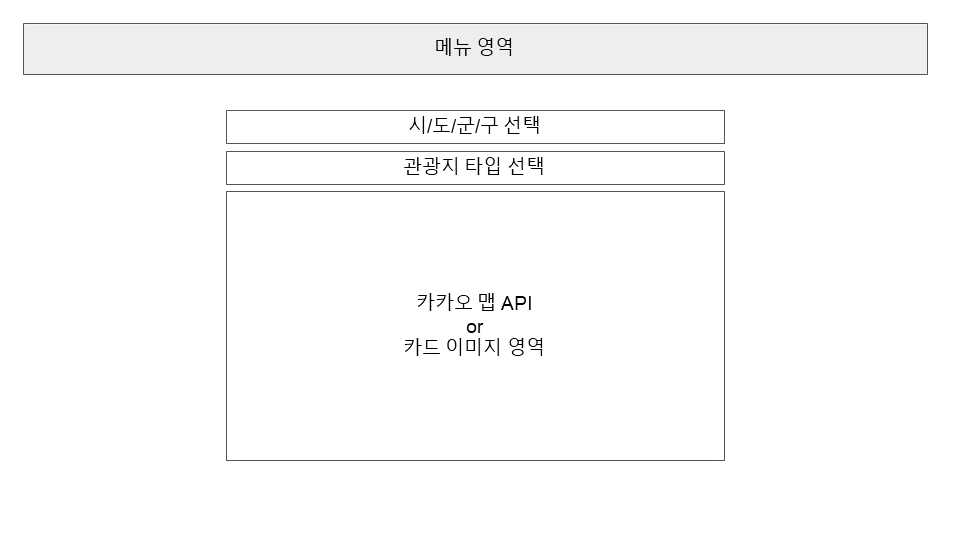 메뉴 영역
시/도/군/구 선택
관광지 타입 선택
카카오 맵 API
or
카드 이미지 영역